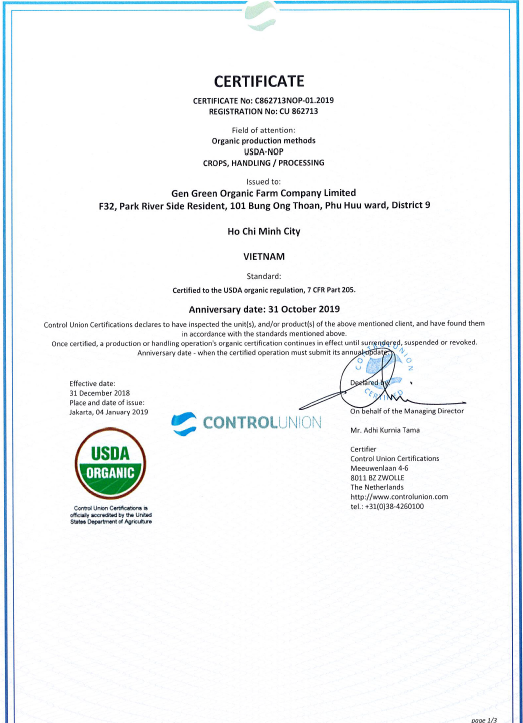 CERTIFICATE
CERTIFICATE No: C862713NOP-01.2019
REGISTRATION No: CU 862713
Field of attention:
Organic production methods
USDA-NOP
CROPS, HANDLING / PROCESSING
Issued to:
Gen Green Organic Farm Company Limited
F32, Park River Side Resident, 101 Bung Ong Thoan, Phu Huu ward, District 9
Ho Chi Minh City
VIETNAM
Standard:
Certified to the USDA organic regulation, 7 CFR Part 205.
Anniversary date: 31 October 2019
Control Union Certifications declares to have inspected the unit(s), and/or product(s) of the above mentioned client, and have found them
in accordance with the standards mentioned above.
Once certified, a production or handling operation's organic certification continues in effect until surrendered, suspended or revoked.
Anniversary date - when the certified operation must submit its annual update.
Effective date:
31 December 2018
Place and date of issue:
Jakarta, 04 January 2019
USDA
ORGANIC
Control Union Certifications is
officially accredited by the United
States Department of Agriculture
CONTROLUNION
CONTROL UNION
CERTIFIED
Declared by:
On behalf of the Managing Director
Mr. Adhi Kurnia Tama
Certifier
Control Union Certifications
Meeuwenlaan 4-6
8011 BZ ZWOLLE
The Netherlands
http://www.controlunion.com
tel.: +31(0)38-4260100
page 1/3